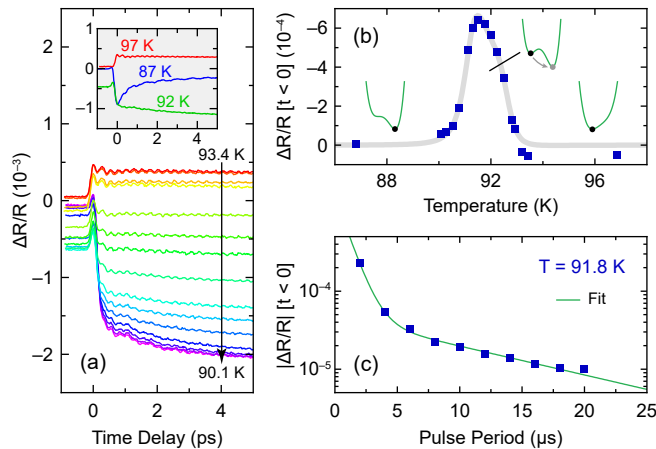 2
1
0
−1
−2
ΔR/R (10⁻³)
0 2 4
Time Delay (ps)
(a)
97 K
87 K
92 K
1
0
−1
0 1 2 3 4
93.4 K
90.1 K
(b)
−6
−4
−2
0
ΔR/R [t < 0] (10⁻⁴)
88 92 96
Temperature (K)
T = 91.8 K
Fit
(c)
10⁻⁴
10⁻⁵
|ΔR/R| [t < 0]
0 5 10 15 20 25
Pulse Period (µs)